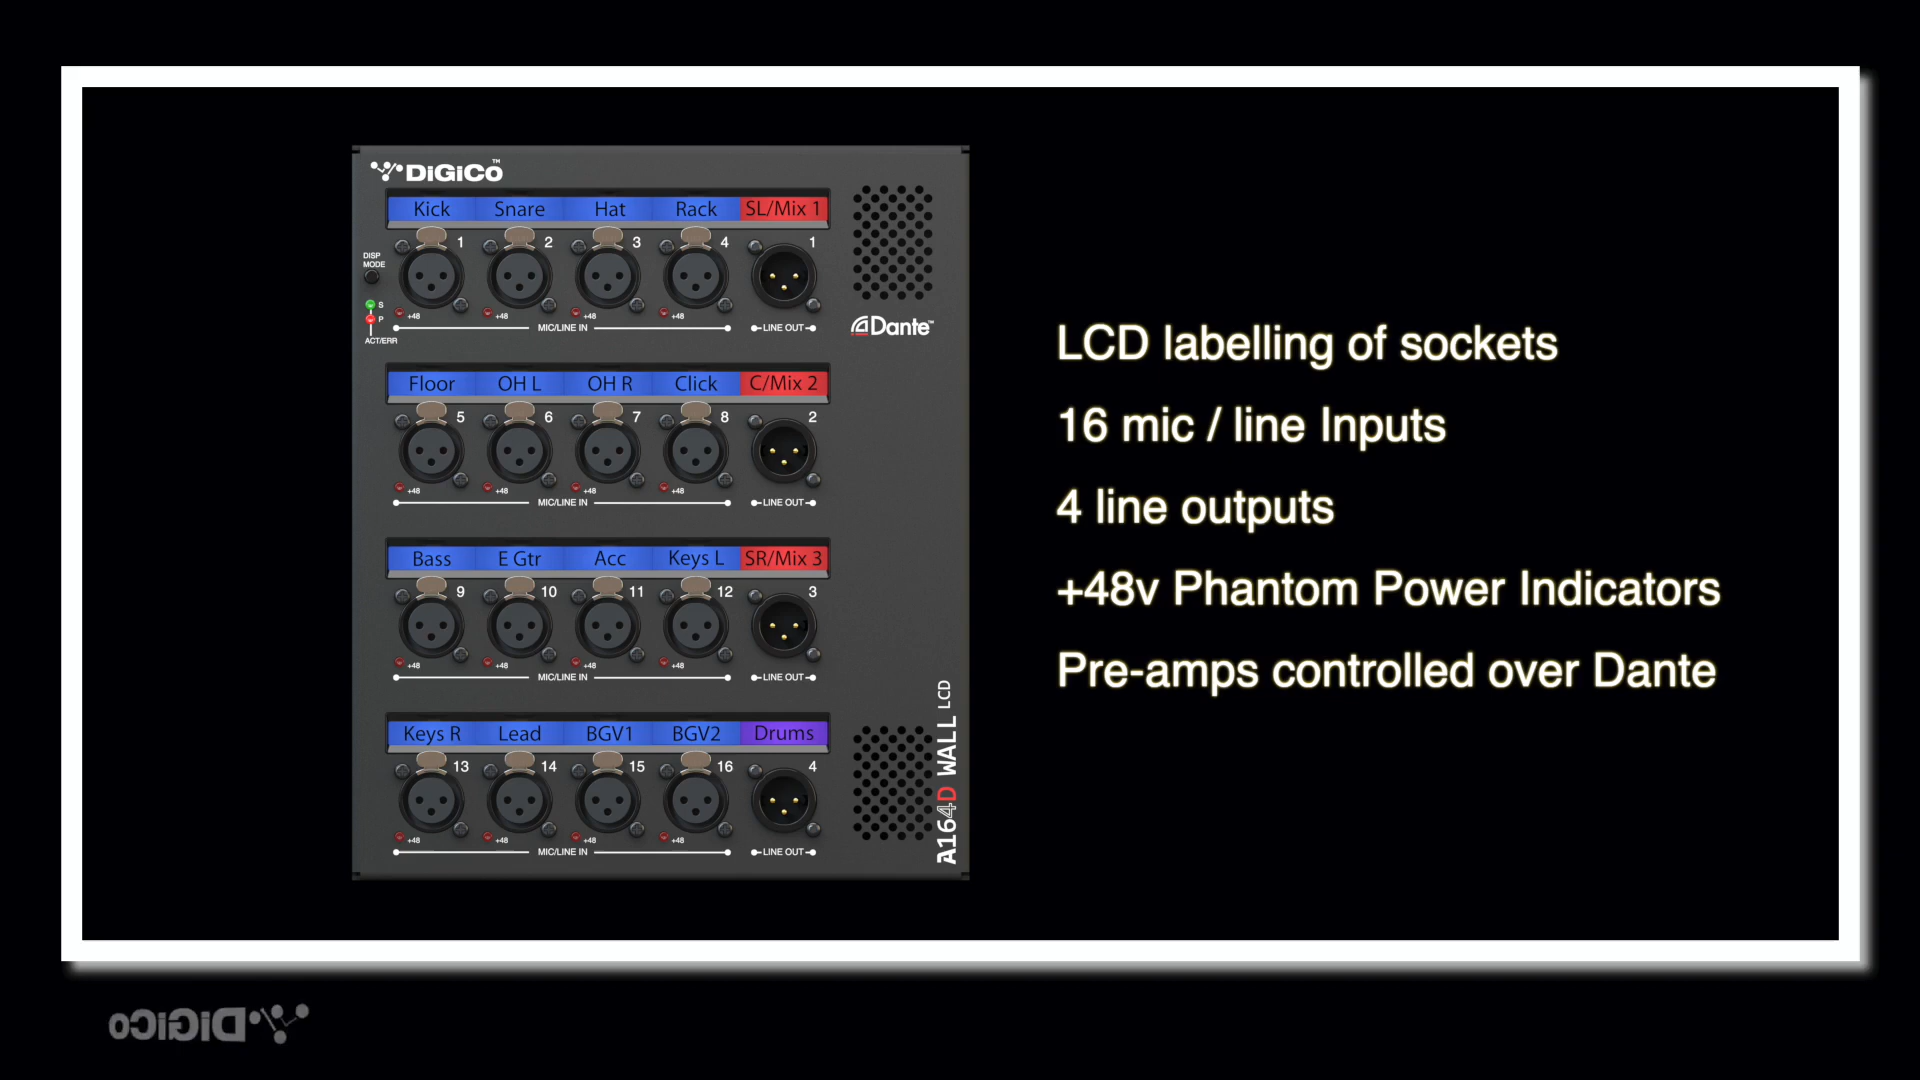 DiGiCo™
Kick Snare Hat Rack SL/Mix 1
1 2 3 4 1
DISP
MODE
S
P
ACT/ERR
+48 +48 +48 +48
MIC/LINE IN LINE OUT
Dante™
Floor OH L OH R Click C/Mix 2
5 6 7 8 2
+48 +48 +48 +48
MIC/LINE IN LINE OUT
Bass E Gtr Acc Keys L SR/Mix 3
9 10 11 12 3
+48 +48 +48 +48
MIC/LINE IN LINE OUT
Keys R Lead BGV1 BGV2 Drums
13 14 15 16 4
+48 +48 +48 +48
MIC/LINE IN LINE OUT
A164D WALL LCD
LCD labelling of sockets
16 mic / line Inputs
4 line outputs
+48v Phantom Power Indicators
Pre-amps controlled over Dante
DiGiCo